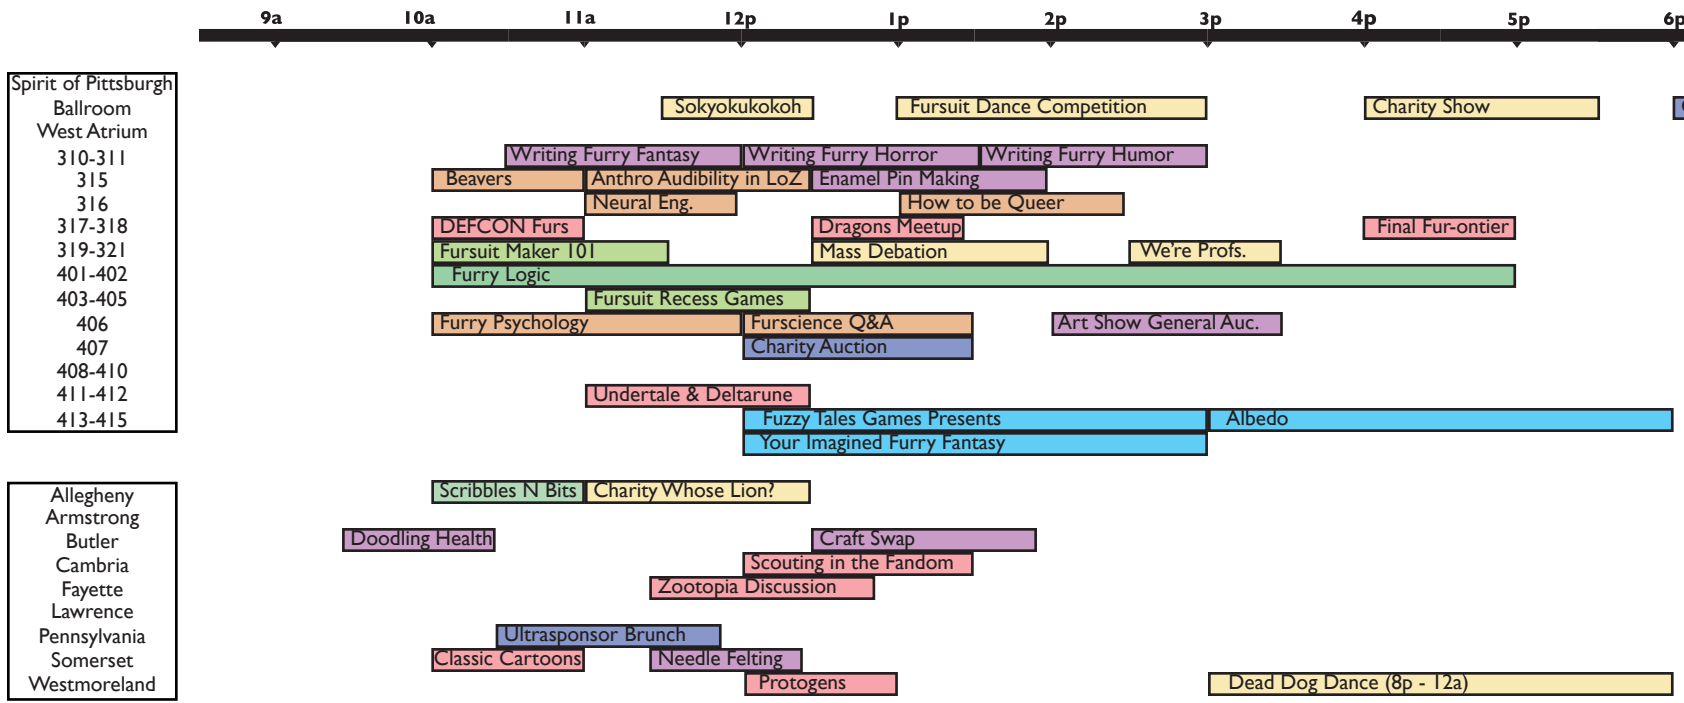 9a 10a 11a 12p 1p 2p 3p 4p 5p 6p
Spirit of Pittsburgh
Ballroom Sokyokukokoh Fursuit Dance Competition Charity Show
West Atrium
310-311 Writing Furry Fantasy Writing Furry Horror Writing Furry Humor
315 Beavers Anthro Audibility in LoZ Enamel Pin Making
316 Neural Eng. How to be Queer
317-318 DEFCON Furs Dragons Meetup Final Fur-ontier
319-321 Fursuit Maker 101 Mass Debation We're Profs.
401-402 Furry Logic
403-405 Fursuit Recess Games
406 Furry Psychology Furscience Q&A Art Show General Auc.
407 Charity Auction
408-410
411-412 Undertale & Deltarune
413-415 Fuzzy Tales Games Presents Albedo
Your Imagined Furry Fantasy
Allegheny Scribbles N Bits Charity Whose Lion?
Armstrong
Butler Doodling Health Craft Swap
Cambria Scouting in the Fandom
Fayette Zootopia Discussion
Lawrence
Pennsylvania Ultrasponsor Brunch
Somerset Classic Cartoons Needle Felting
Westmoreland Protogens Dead Dog Dance (8p - 12a)